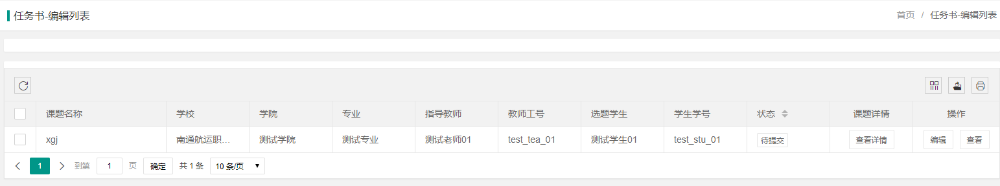 任务书-编辑列表
首页 / 任务书-编辑列表
课题名称 学校 学院 专业 指导教师 教师工号 选题学生 学生学号 状态 课题详情 操作
xgj 南通航运职... 测试学院 测试专业 测试老师01 test_tea_01 测试学生01 test_stu_01 待提交 查看详情 编辑 查看
1 到第 1 页 确定 共 1 条 10 条/页